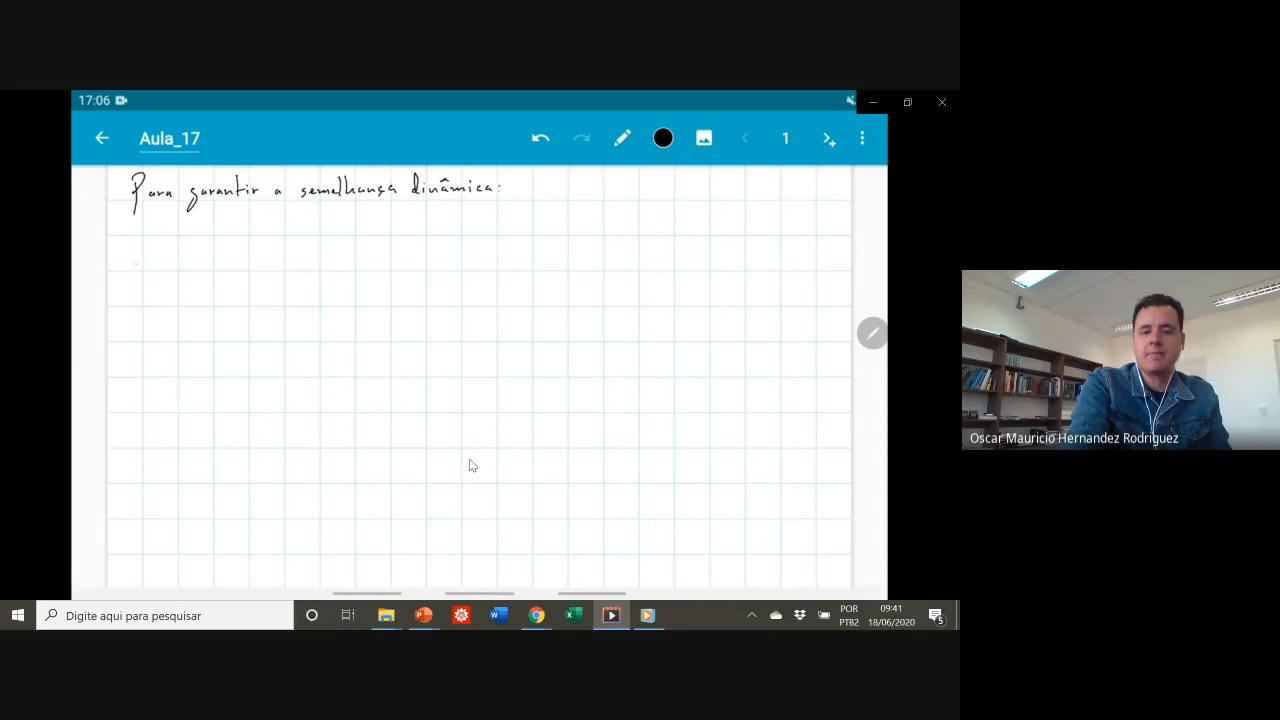 17:06
Aula_17
1
Para garantir a semelhança dinâmica:
Oscar Mauricio Hernandez Rodriguez
Digite aqui para pesquisar
POR
PTB2
09:41
18/06/2020
5